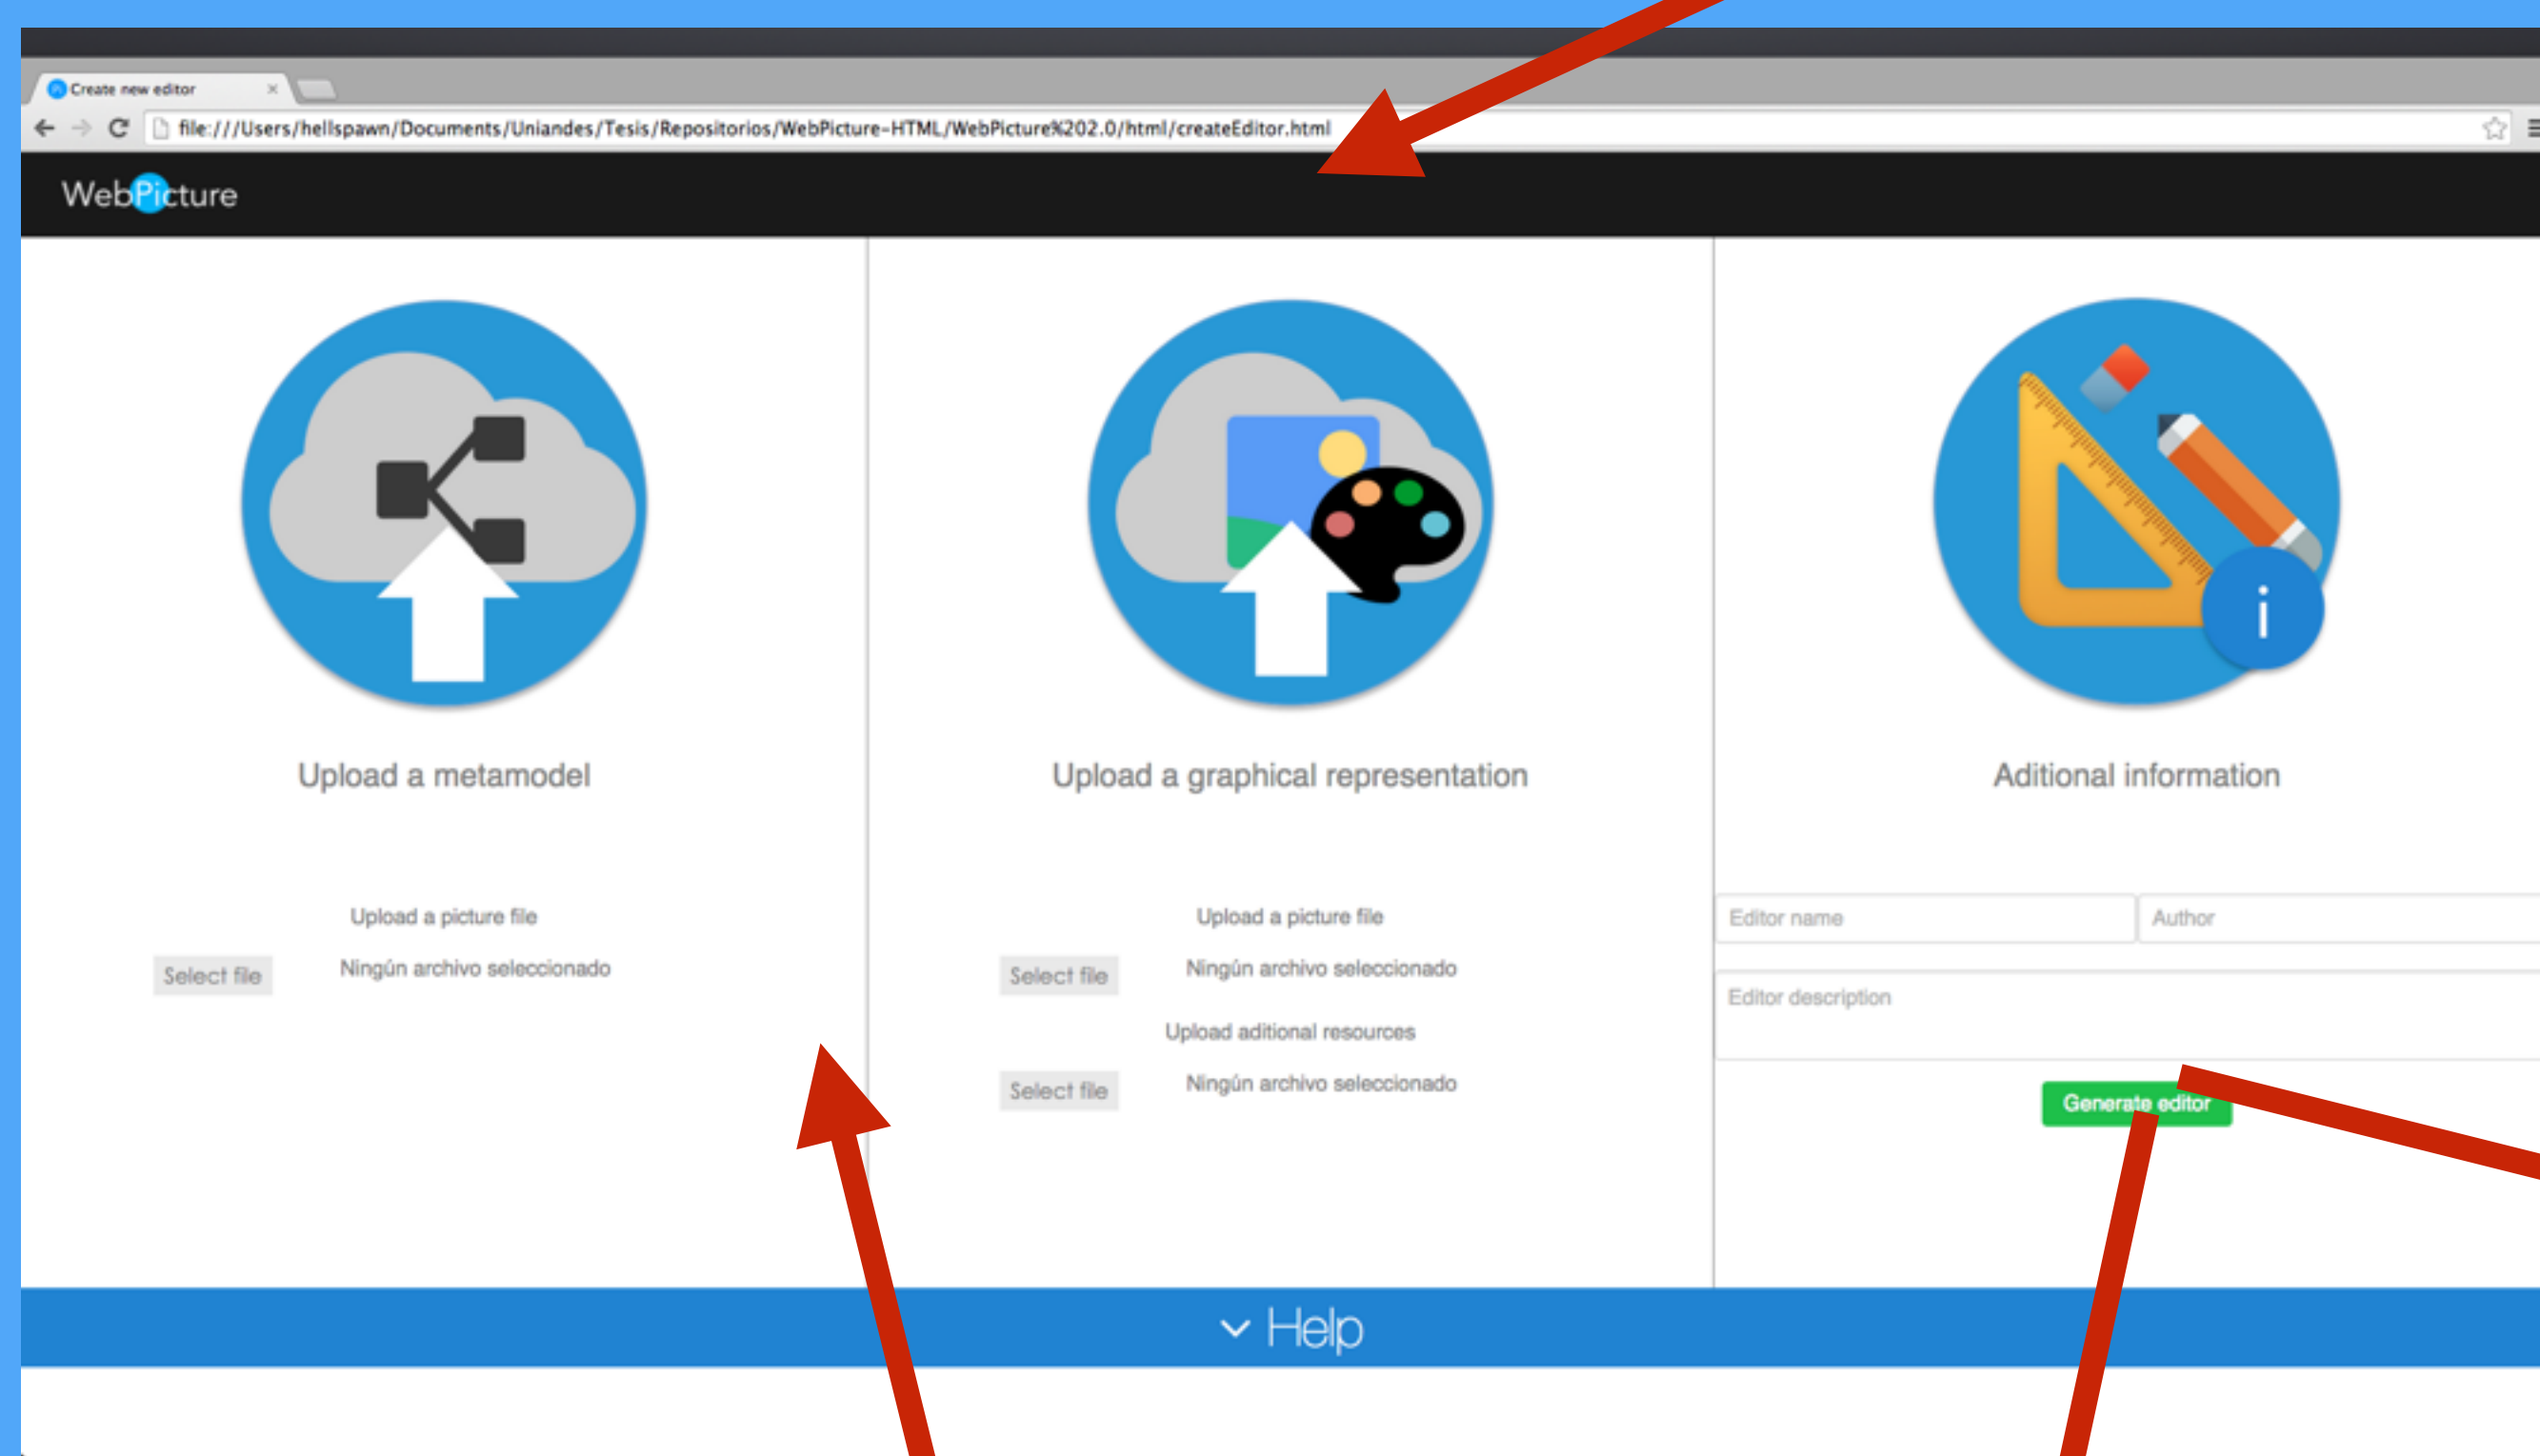 Create new editor
file:///Users/hellspawn/Documents/Uniandes/Tesis/Repositorios/WebPicture-HTML/WebPicture%202.0/html/createEditor.html
WebPicture
i
Upload a metamodel
Upload a picture file
Select file Ningún archivo seleccionado
Upload a graphical representation
Upload a picture file
Select file Ningún archivo seleccionado
Upload aditional resources
Select file Ningún archivo seleccionado
Aditional information
Editor name Author
Editor description
Generate editor
Help